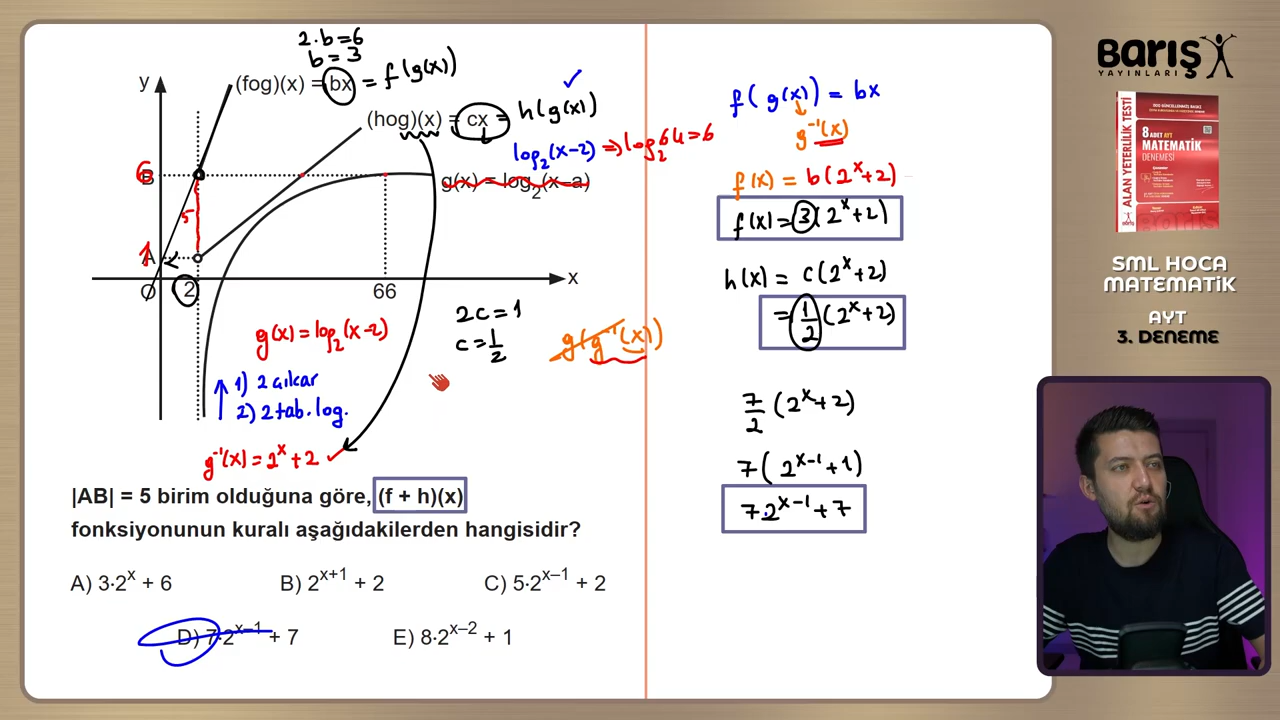 2·b=6
b=3
y
(fog)(x) = bx = f(g(x))
(hog)(x) = cx = h(g(x))
log₂(x-2) ⇒ log₂64=6
g(x) = log₂(x–a)
6
B
5
1
A
O
2
66
x
g(x)=log₂(x-2)
2c=1
c=1/2
g(g⁻¹(x))
1) 2 çıkar
2) 2 tab. log.
g⁻¹(x)=2ˣ+2
|AB| = 5 birim olduğuna göre, (f + h)(x)
fonksiyonunun kuralı aşağıdakilerden hangisidir?
A) 3·2ˣ + 6
B) 2ˣ⁺¹ + 2
C) 5·2ˣ⁻¹ + 2
D) 7·2ˣ⁻¹ + 7
E) 8·2ˣ⁻² + 1
f(g(x)) = bx
g⁻¹(x)
f(x) = b(2ˣ+2)
f(x)=3(2ˣ+2)
h(x) = c(2ˣ+2)
=1/2(2ˣ+2)
7/2(2ˣ+2)
7(2ˣ⁻¹+1)
7·2ˣ⁻¹+7
BARIŞ
YAYINLARI
ALAN YETERLİLİK TESTİ
8 ADET AYT
MATEMATİK
DENEMESİ
SML HOCA
MATEMATİK
AYT
3. DENEME